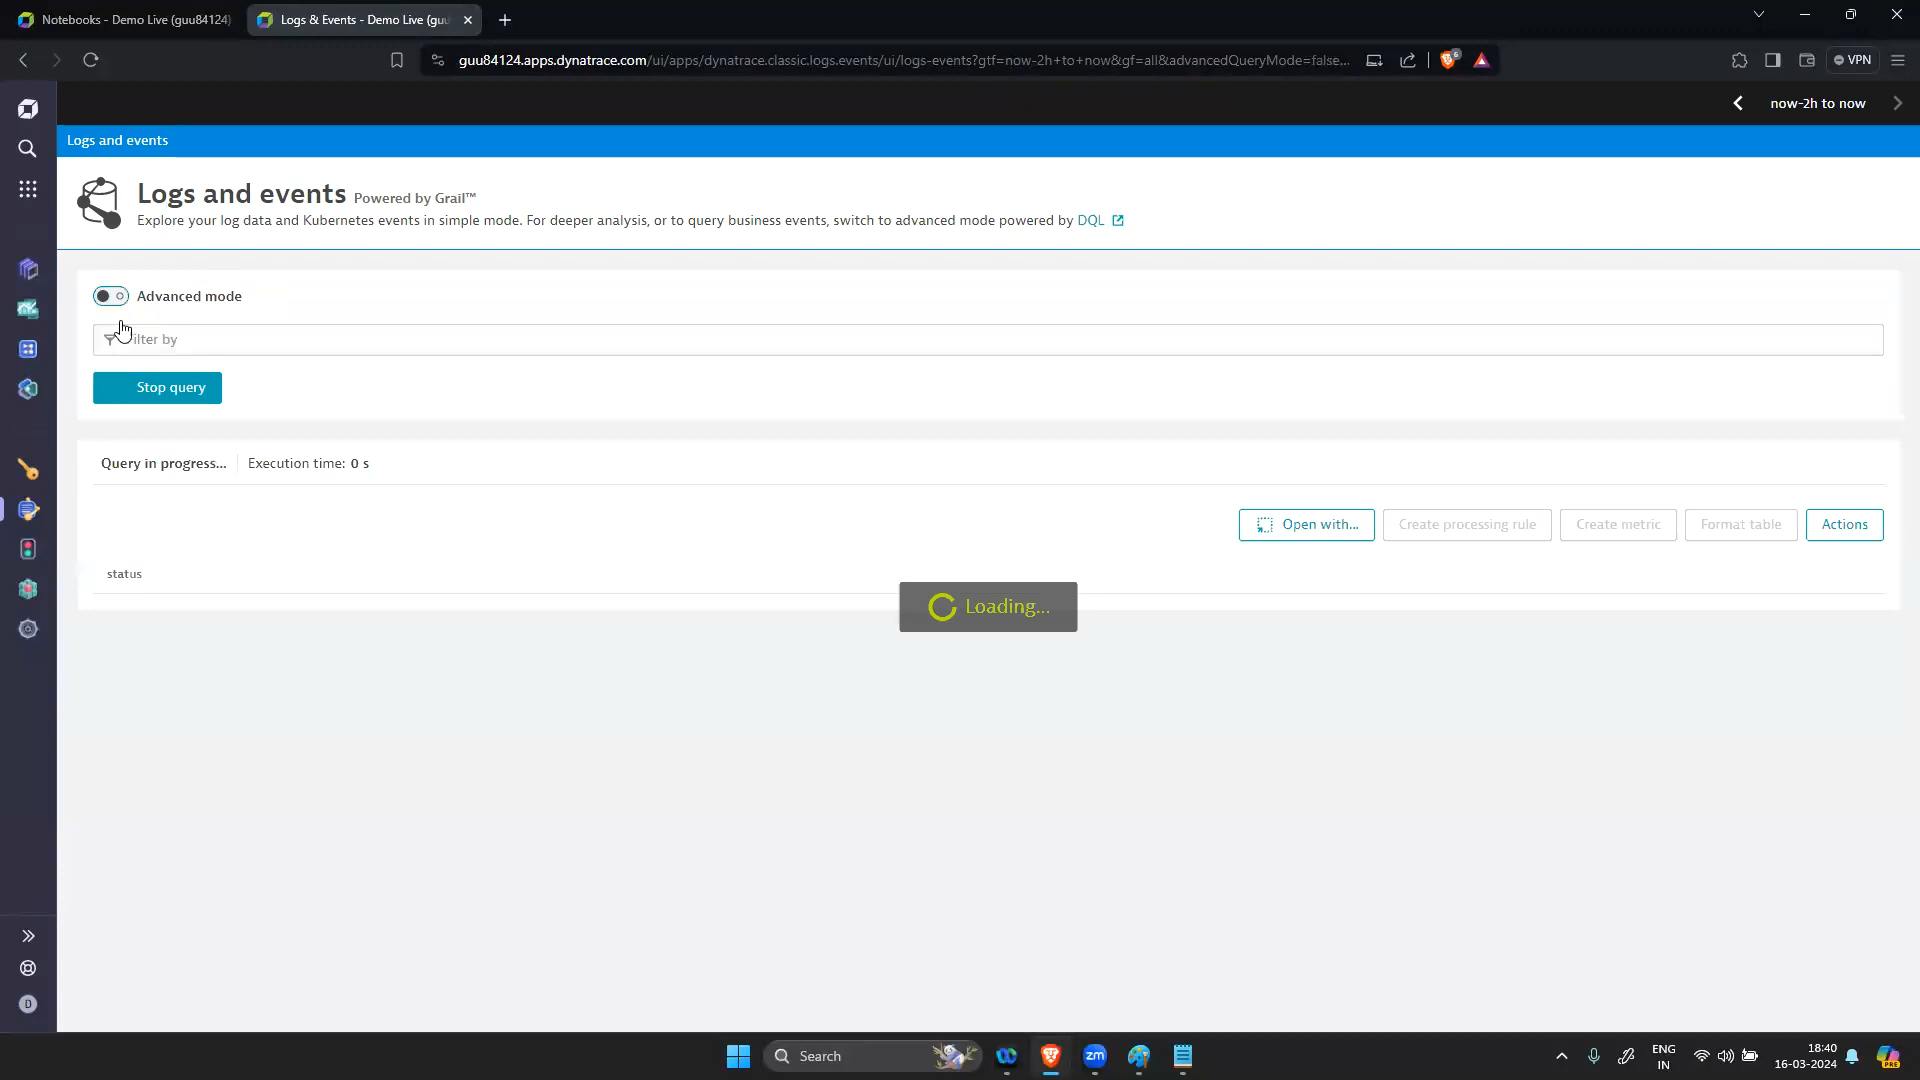 Notebooks - Demo Live (guu84124)
Logs & Events - Demo Live (guu
guu84124.apps.dynatrace.com/ui/apps/dynatrace.classic.logs.events/ui/logs-events?gtf=now-2h+to+now&gf=all&advancedQueryMode=false...
6
VPN
now-2h to now
Logs and events
Logs and events Powered by Grail™
Explore your log data and Kubernetes events in simple mode. For deeper analysis, or to query business events, switch to advanced mode powered by DQL
Advanced mode
ilter by
Stop query
Query in progress...
Execution time: 0 s
Open with...
Create processing rule
Create metric
Format table
Actions
status
Loading...
D
Search
zm
ENG
IN
18:40
16-03-2024
PRE